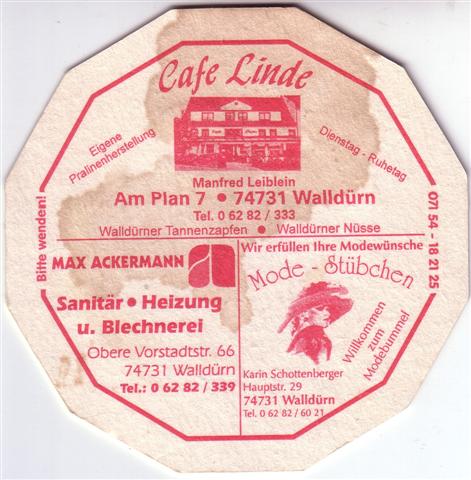 Cafe Linde
Eigene
Pralinenherstellung
Dienstag - Ruhetag
Manfred Leiblein
Am Plan 7 • 74731 Walldürn
Tel. 0 62 82 / 333
Walldürner Tannenzapfen • Walldürner Nüsse
Bitte wenden!
071 54 - 18 21 25
MAX ACKERMANN
Sanitär • Heizung
u. Blechnerei
Obere Vorstadtstr. 66
74731 Walldürn
Tel.: 0 62 82 / 339
Wir erfüllen Ihre Modewünsche
Mode - Stübchen
Willkommen
zum
Modebummel
Karin Schottenberger
Hauptstr. 29
74731 Walldürn
Tel. 0 62 82 / 60 21